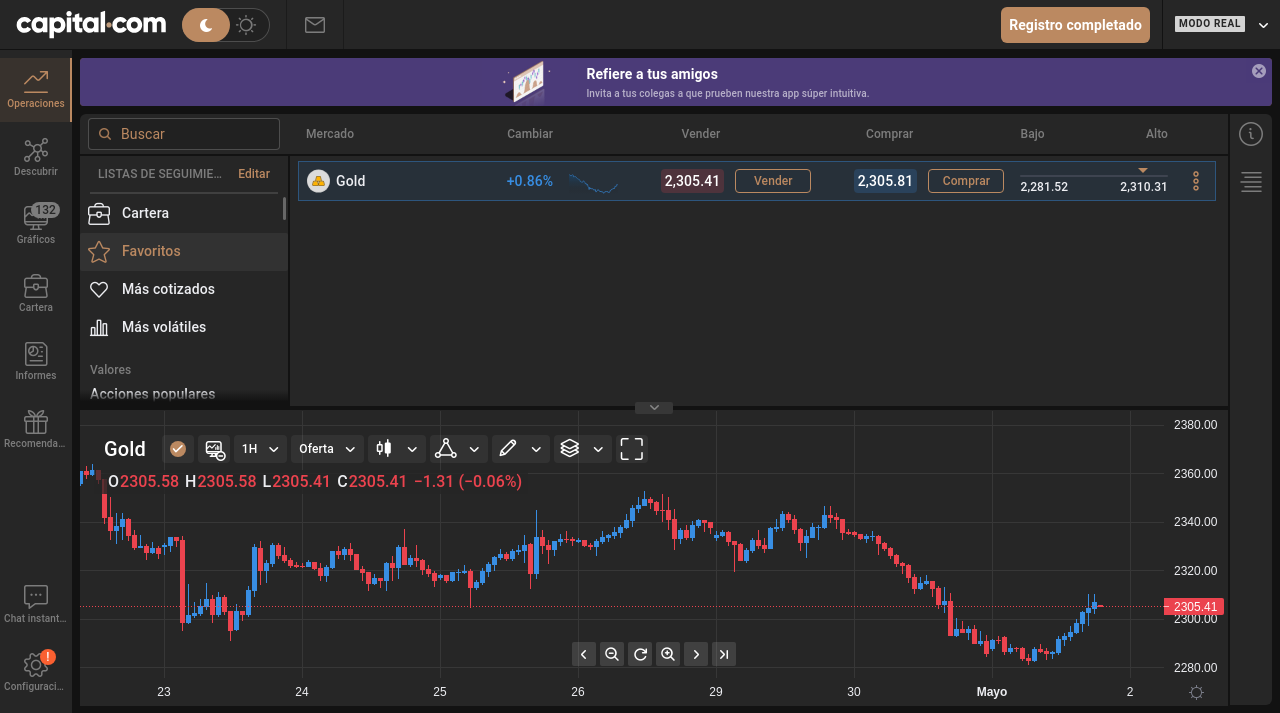 capital.com
Registro completado
MODO REAL
Operaciones
Descubrir
132
Gráficos
Cartera
Informes
Recomenda...
Chat instant...
!
Configuraci...
Refiere a tus amigos
Invita a tus colegas a que prueben nuestra app súper intuitiva.
Buscar
LISTAS DE SEGUIMIE... Editar
Cartera
Favoritos
Más cotizados
Más volátiles
Valores
Acciones populares
Mercado Cambiar Vender Comprar Bajo Alto
Gold +0.86% 2,305.41 Vender 2,305.81 Comprar 2,281.52 2,310.31
Gold 1H Oferta
O2305.58 H2305.58 L2305.41 C2305.41 −1.31 (−0.06%)
2380.00
2360.00
2340.00
2320.00
2305.41
2300.00
2280.00
23 24 25 26 29 30 Mayo 2